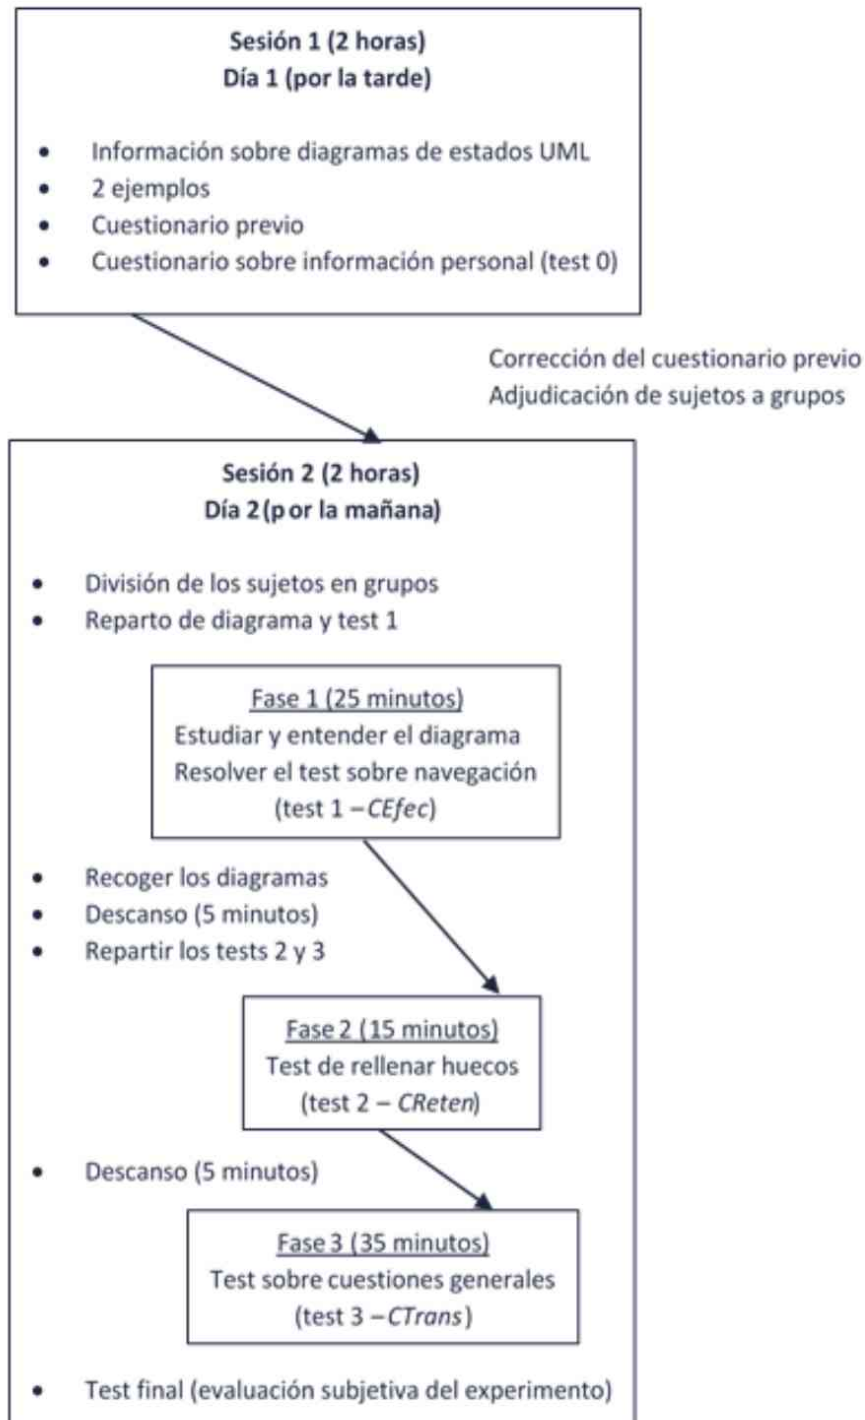 Sesión 1 (2 horas)
Día 1 (por la tarde)
• Información sobre diagramas de estados UML
• 2 ejemplos
• Cuestionario previo
• Cuestionario sobre información personal (test 0)
Corrección del cuestionario previo
Adjudicación de sujetos a grupos
Sesión 2 (2 horas)
Día 2 (por la mañana)
• División de los sujetos en grupos
• Reparto de diagrama y test 1
Fase 1 (25 minutos)
Estudiar y entender el diagrama
Resolver el test sobre navegación
(test 1 – CEfec)
• Recoger los diagramas
• Descanso (5 minutos)
• Repartir los tests 2 y 3
Fase 2 (15 minutos)
Test de rellenar huecos
(test 2 – CReten)
• Descanso (5 minutos)
Fase 3 (35 minutos)
Test sobre cuestiones generales
(test 3 – CTrans)
• Test final (evaluación subjetiva del experimento)